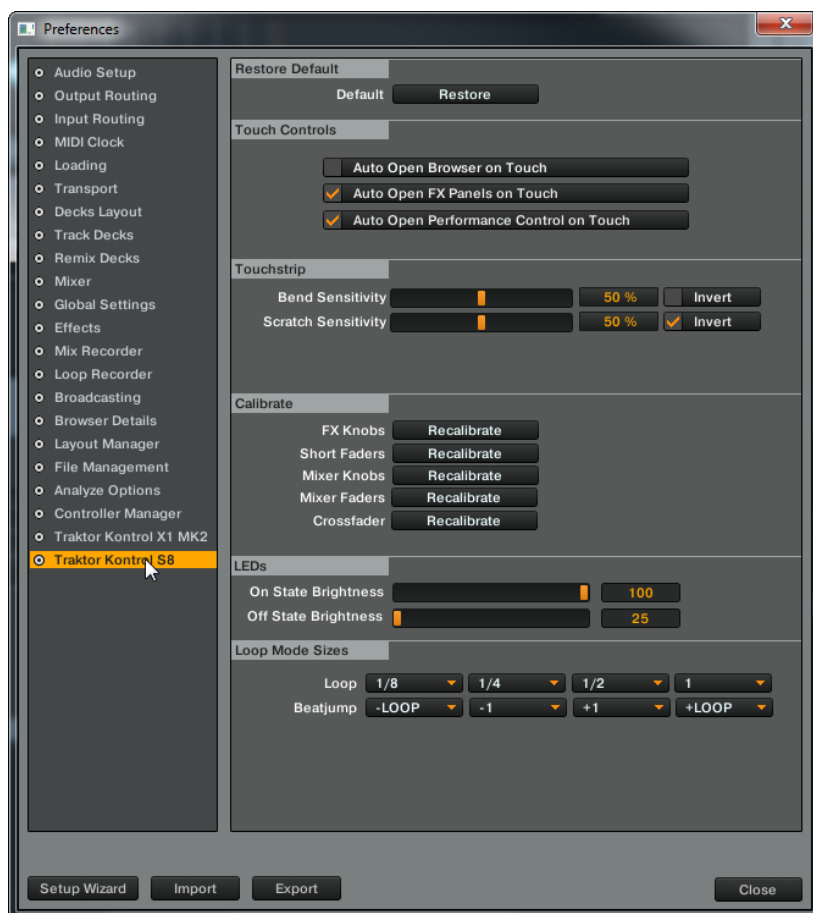 Preferences
Audio Setup
Output Routing
Input Routing
MIDI Clock
Loading
Transport
Decks Layout
Track Decks
Remix Decks
Mixer
Global Settings
Effects
Mix Recorder
Loop Recorder
Broadcasting
Browser Details
Layout Manager
File Management
Analyze Options
Controller Manager
Traktor Kontrol X1 MK2
Traktor Kontrol S8
Restore Default
Default Restore
Touch Controls
Auto Open Browser on Touch
Auto Open FX Panels on Touch
Auto Open Performance Control on Touch
Touchstrip
Bend Sensitivity 50 % Invert
Scratch Sensitivity 50 % Invert
Calibrate
FX Knobs Recalibrate
Short Faders Recalibrate
Mixer Knobs Recalibrate
Mixer Faders Recalibrate
Crossfader Recalibrate
LEDs
On State Brightness 100
Off State Brightness 25
Loop Mode Sizes
Loop 1/8 1/4 1/2 1
Beatjump -LOOP -1 +1 +LOOP
Setup Wizard Import Export Close